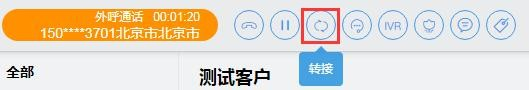 外呼通话 00:01:20
150****3701北京市北京市
IVR
转接
全部
测试客户